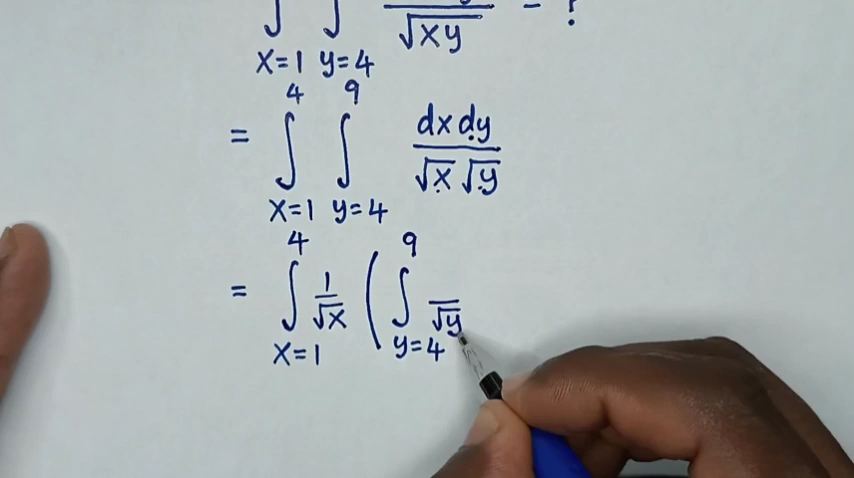 ∫ ∫ / √xy = ?
x=1 y=4
4 9
= ∫ ∫ dx dy / √x √y
x=1 y=4
4 9
= ∫ 1/√x ( ∫ /√y
x=1 y=4